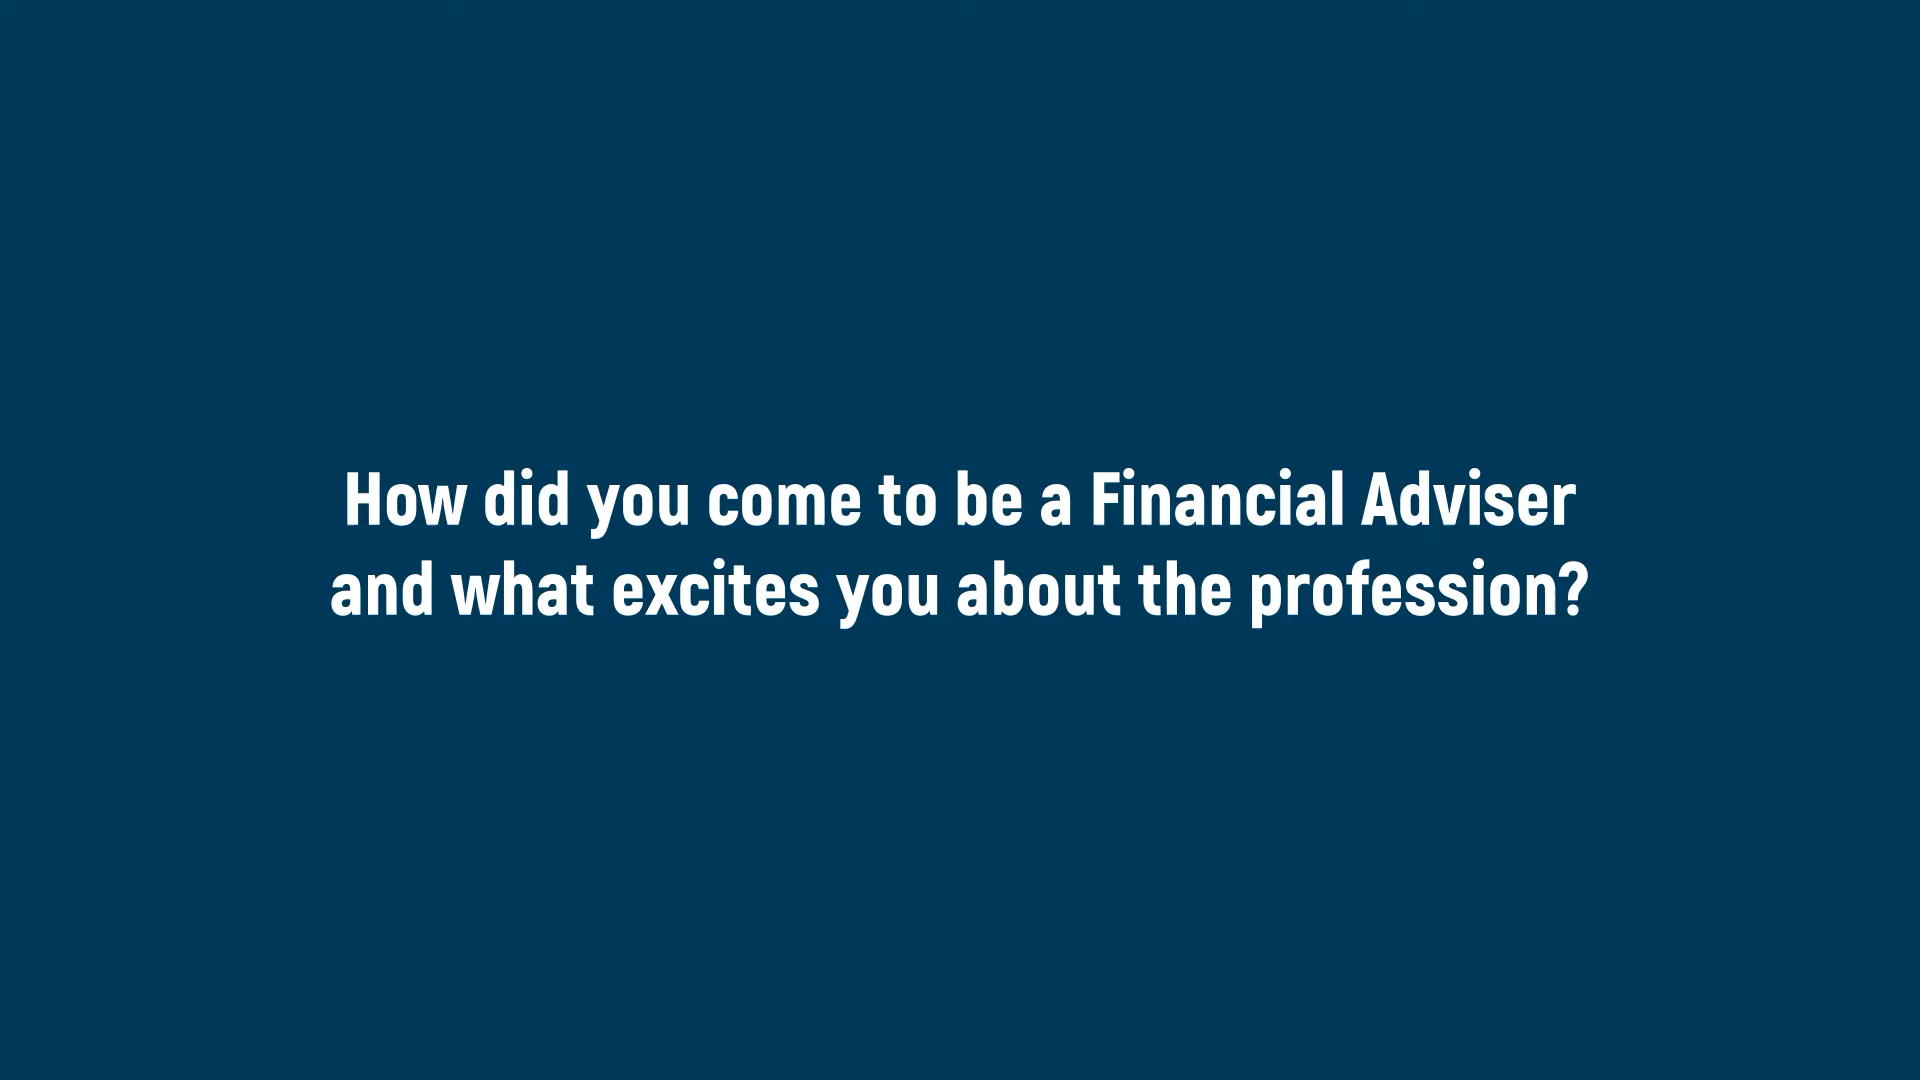 How did you come to be a Financial Adviser
and what excites you about the profession?